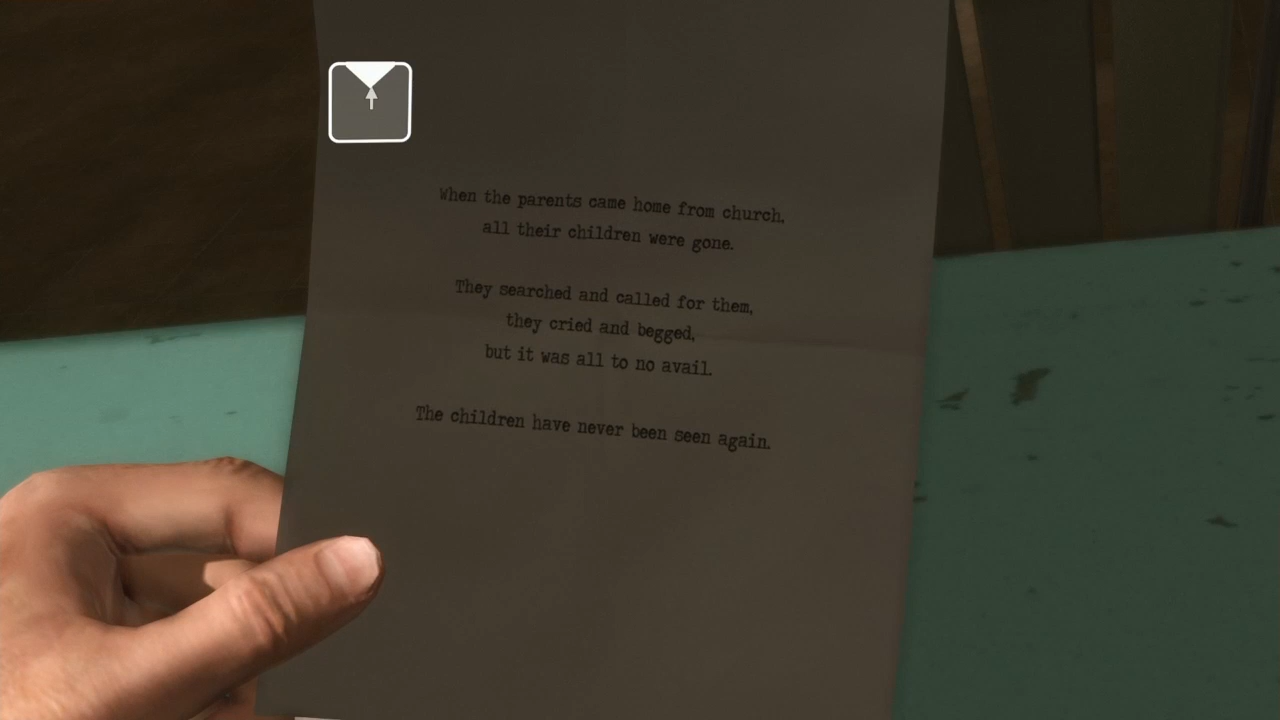 When the parents came home from church,
all their children were gone.
They searched and called for them,
they cried and begged,
but it was all to no avail.
The children have never been seen again.